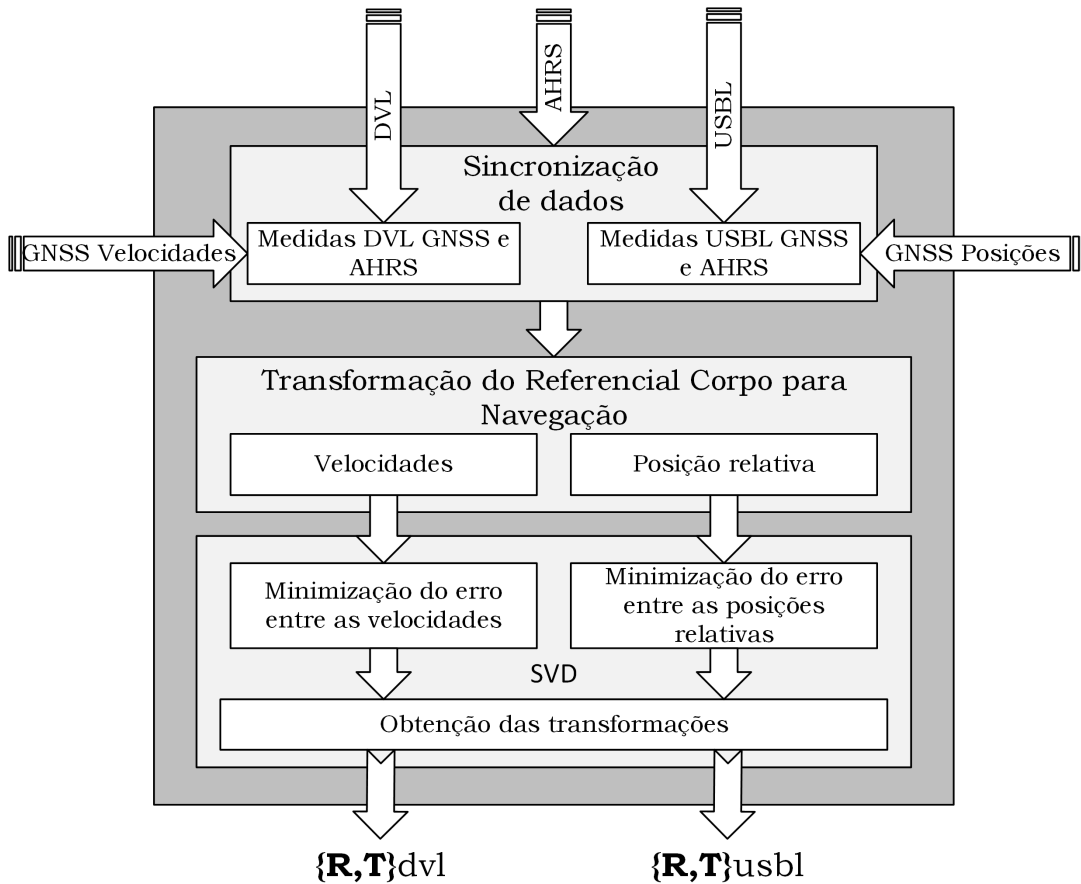 DVL
AHRS
USBL
Sincronização
de dados
GNSS Velocidades
Medidas DVL GNSS e
AHRS
Medidas USBL GNSS
e AHRS
GNSS Posições
Transformação do Referencial Corpo para
Navegação
Velocidades
Posição relativa
Minimização do erro
entre as velocidades
Minimização do erro
entre as posições
relativas
SVD
Obtenção das transformações
{R,T}dvl
{R,T}usbl